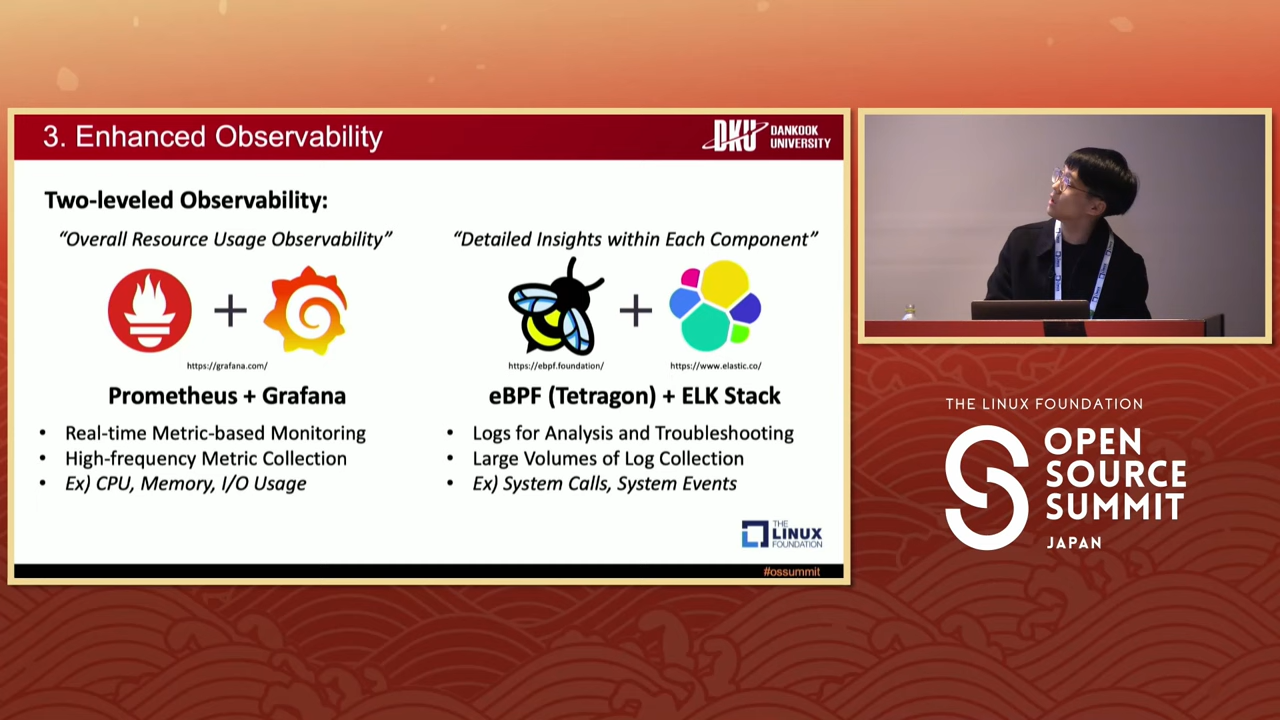 3. Enhanced Observability
DKU DANKOOK
UNIVERSITY
Two-leveled Observability:
“Overall Resource Usage Observability”
+
https://grafana.com/
Prometheus + Grafana
• Real-time Metric-based Monitoring
• High-frequency Metric Collection
• Ex) CPU, Memory, I/O Usage
“Detailed Insights within Each Component”
+
https://ebpf.foundation/
https://www.elastic.co/
eBPF (Tetragon) + ELK Stack
• Logs for Analysis and Troubleshooting
• Large Volumes of Log Collection
• Ex) System Calls, System Events
THE
LINUX
FOUNDATION
#ossummit
THE LINUX FOUNDATION
OPEN
SOURCE
SUMMIT
JAPAN